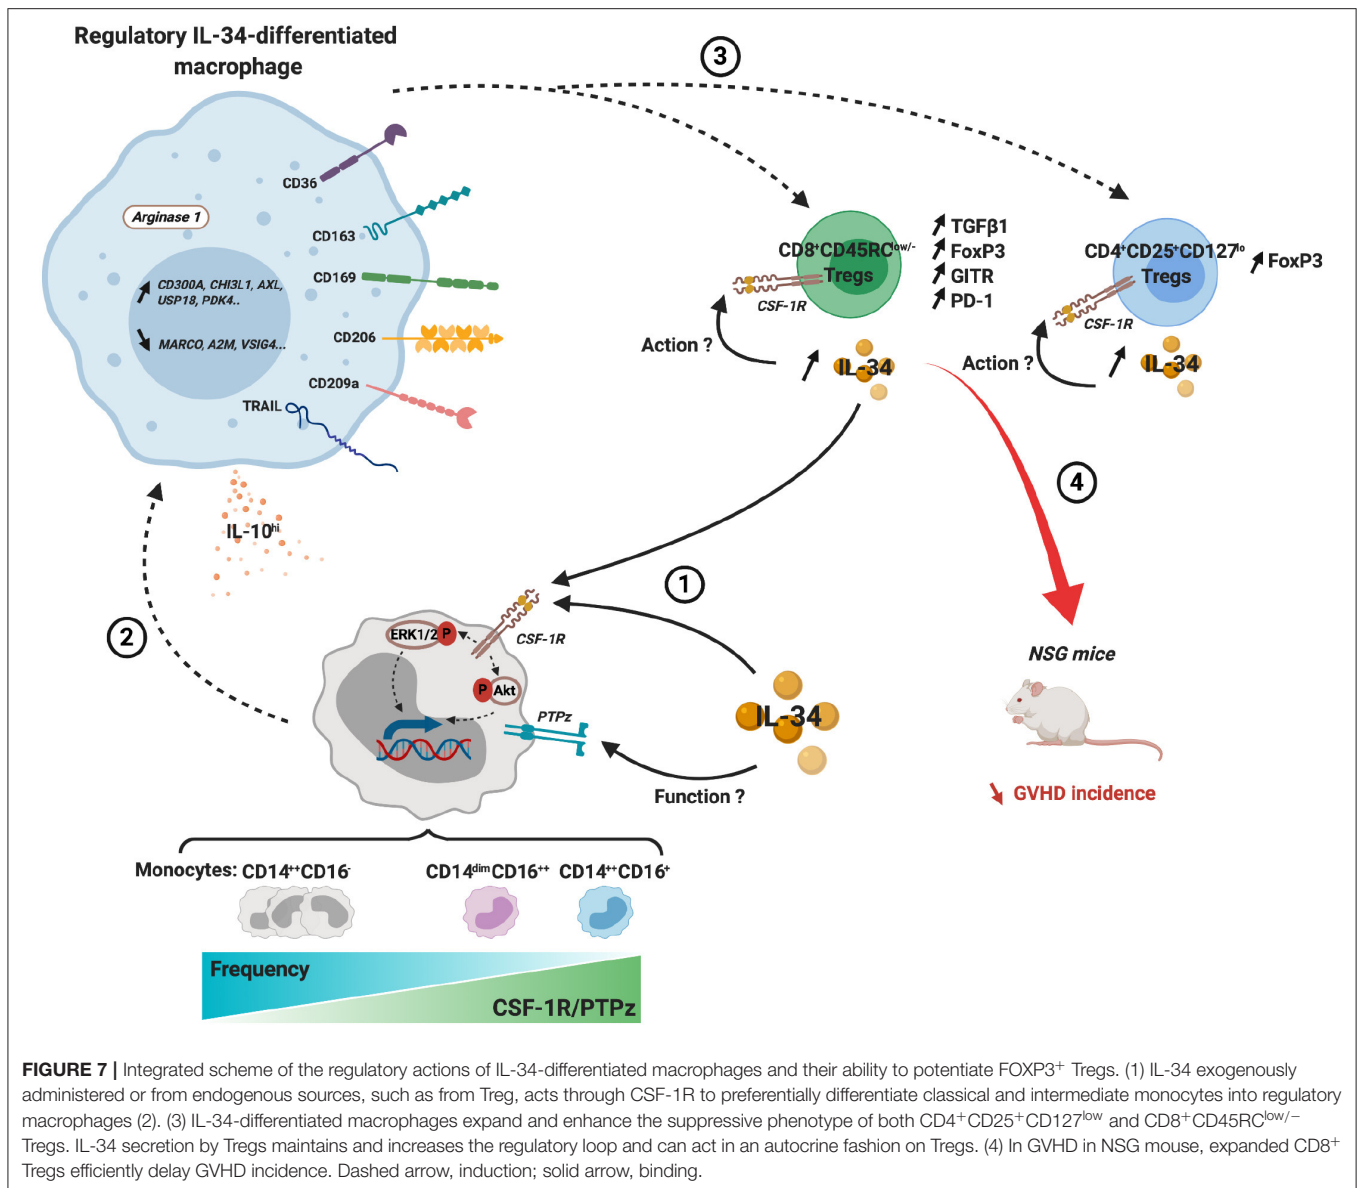 Regulatory IL-34-differentiated
macrophage
3
CD36
Arginase 1
CD163
CD169
CD300A, CHI3L1, AXL,
USP18, PDK4..
MARCO, A2M, VSIG4...
CD206
CD209a
TRAIL
IL-10hi
CD8+CD45RClow/-
Tregs
CSF-1R
TGFβ1
FoxP3
GITR
PD-1
CD4+CD25+CD127lo
Tregs
CSF-1R
FoxP3
Action ?
IL-34
Action ?
IL-34
4
1
2
ERK1/2 P
CSF-1R
P Akt
PTPz
IL-34
Function ?
NSG mice
GVHD incidence
Monocytes: CD14++CD16- CD14dimCD16++ CD14++CD16+
Frequency
CSF-1R/PTPz
FIGURE 7 | Integrated scheme of the regulatory actions of IL-34-differentiated macrophages and their ability to potentiate FOXP3+ Tregs. (1) IL-34 exogenously
administered or from endogenous sources, such as from Treg, acts through CSF-1R to preferentially differentiate classical and intermediate monocytes into regulatory
macrophages (2). (3) IL-34-differentiated macrophages expand and enhance the suppressive phenotype of both CD4+CD25+CD127low and CD8+CD45RClow/−
Tregs. IL-34 secretion by Tregs maintains and increases the regulatory loop and can act in an autocrine fashion on Tregs. (4) In GVHD in NSG mouse, expanded CD8+
Tregs efficiently delay GVHD incidence. Dashed arrow, induction; solid arrow, binding.